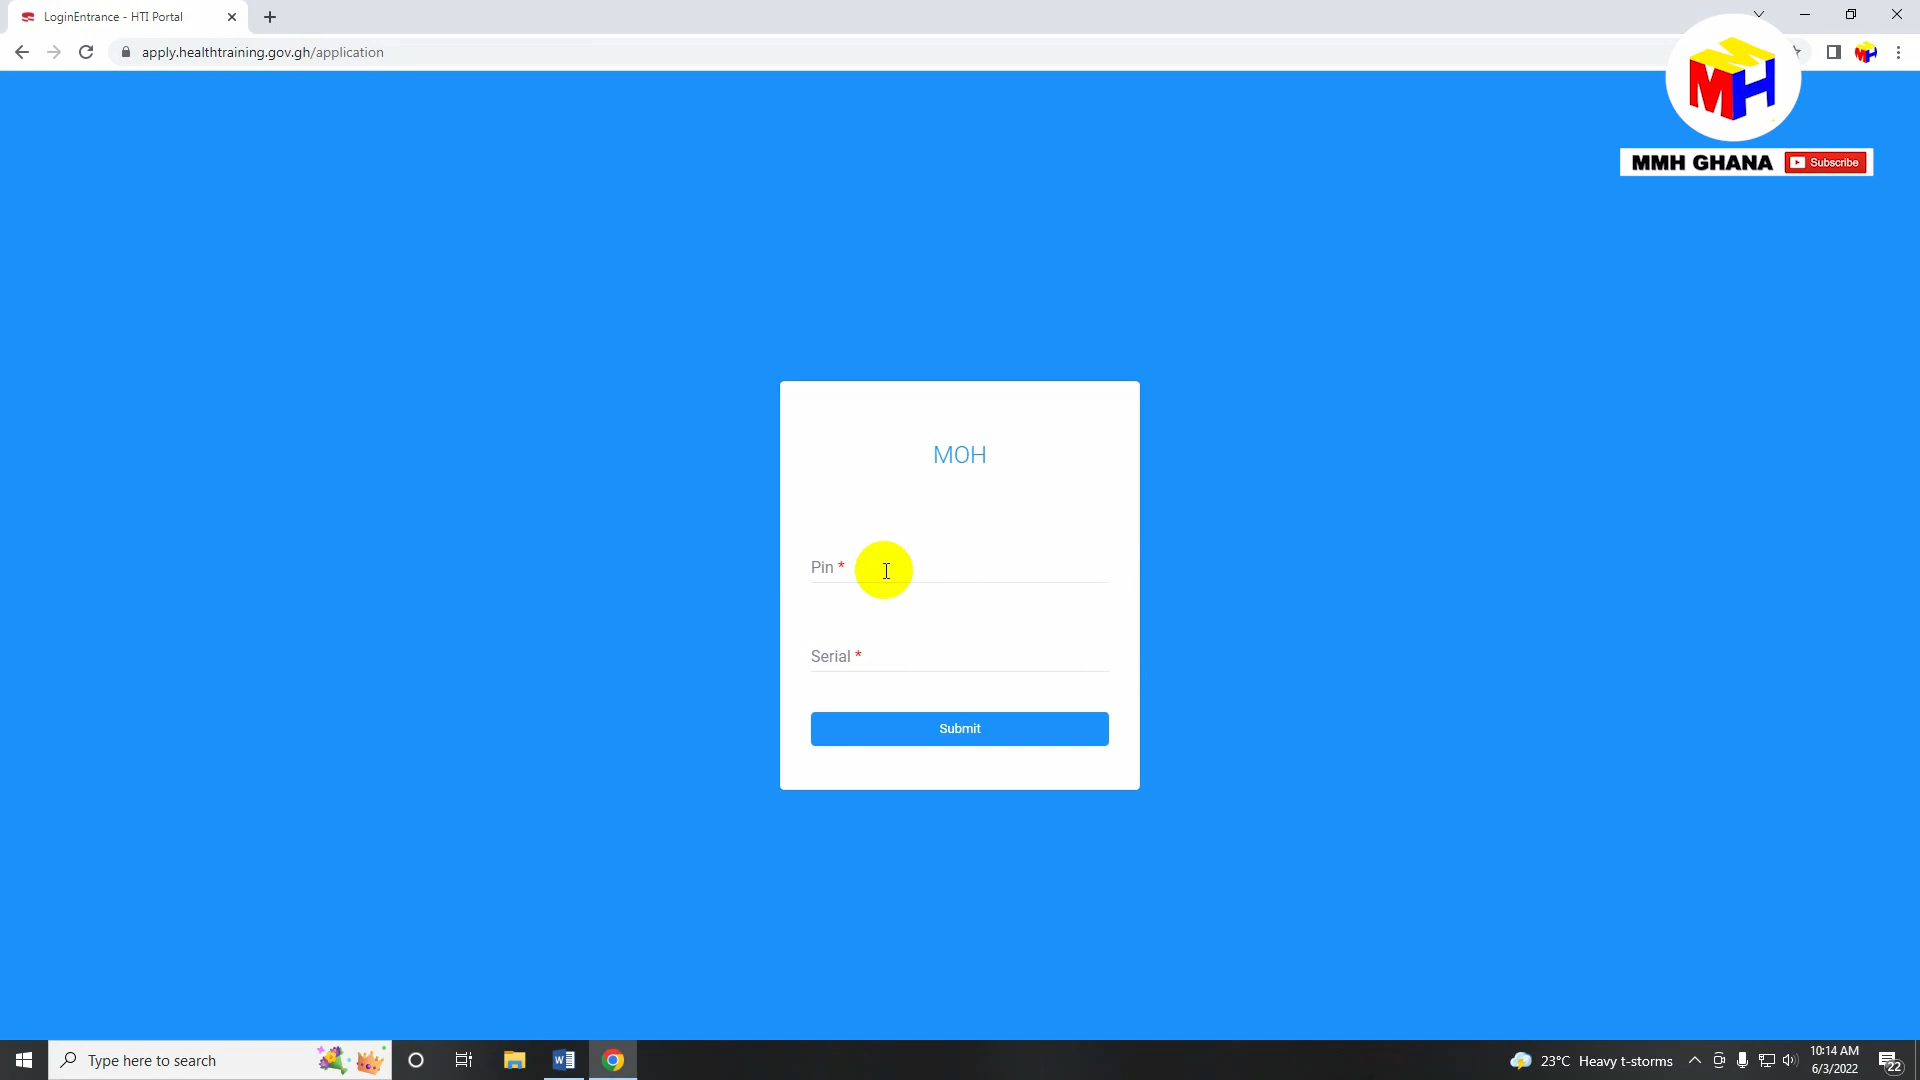 LoginEntrance - HTI Portal
apply.healthtraining.gov.gh/application
MH
MMH GHANA Subscribe
MOH
Pin *
Serial *
Submit
Type here to search
23°C Heavy t-storms
10:14 AM
6/3/2022
22